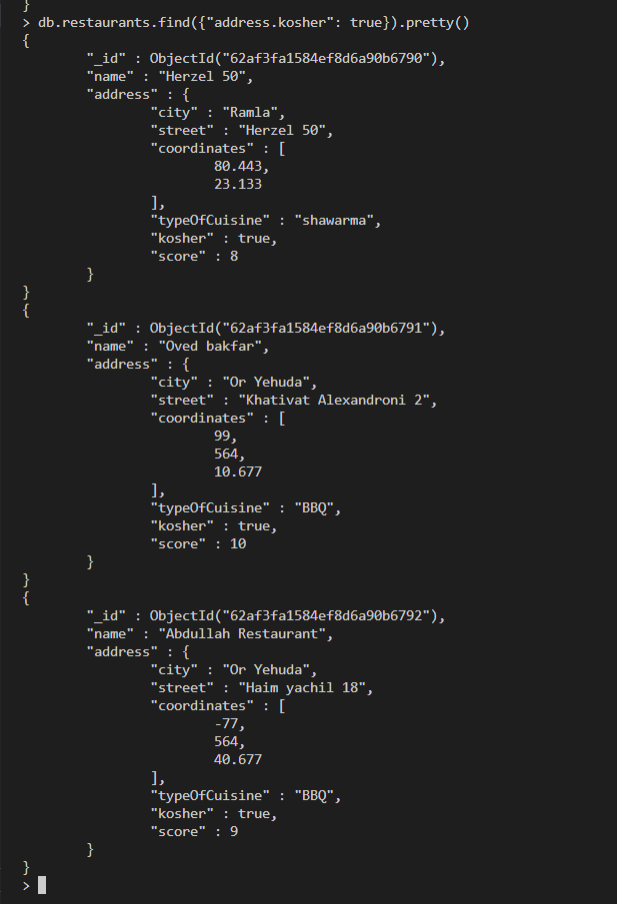 }
> db.restaurants.find({"address.kosher": true}).pretty()
{
        "_id" : ObjectId("62af3fa1584ef8d6a90b6790"),
        "name" : "Herzel 50",
        "address" : {
                "city" : "Ramla",
                "street" : "Herzel 50",
                "coordinates" : [
                        80.443,
                        23.133
                ],
                "typeOfCuisine" : "shawarma",
                "kosher" : true,
                "score" : 8
        }
}
{
        "_id" : ObjectId("62af3fa1584ef8d6a90b6791"),
        "name" : "Oved bakfar",
        "address" : {
                "city" : "Or Yehuda",
                "street" : "Khativat Alexandroni 2",
                "coordinates" : [
                        99,
                        564,
                        10.677
                ],
                "typeOfCuisine" : "BBQ",
                "kosher" : true,
                "score" : 10
        }
}
{
        "_id" : ObjectId("62af3fa1584ef8d6a90b6792"),
        "name" : "Abdullah Restaurant",
        "address" : {
                "city" : "Or Yehuda",
                "street" : "Haim yachil 18",
                "coordinates" : [
                        -77,
                        564,
                        40.677
                ],
                "typeOfCuisine" : "BBQ",
                "kosher" : true,
                "score" : 9
        }
}
>